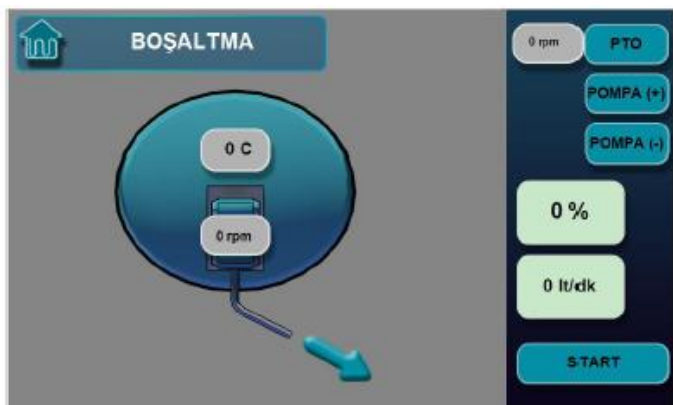 BOŞALTMA
0 rpm
PTO
POMPA (+)
POMPA (-)
0 C
0 rpm
0 %
0 lt/dk
START